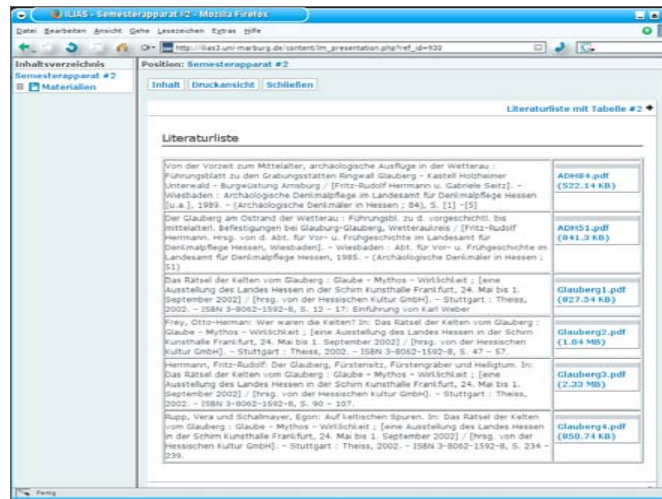 ILIAS - Semesterapparat #2 - Mozilla Firefox
Datei Bearbeiten Ansicht Gehe Lesezeichen Extras Hilfe
http://ilias3.uni-marburg.de/content/lm_presentation.php?ref_id=930
Inhaltsverzeichnis
Semesterapparat #2
Materialien
Position: Semesterapparat #2
Inhalt Druckansicht Schließen
Literaturliste mit Tabelle #2
Literaturliste
Von der Vorzeit zum Mittelalter, archäologische Ausflüge in der Wetterau :
Führungsblatt zu den Grabungsstätten Ringwall Glauberg - Kastell Holzheimer
Unterwald - Burgwüstung Arnsburg / [Fritz-Rudolf Herrmann u. Gabriele Seitz]. -
Wiesbaden : Archäologische Denkmalpflege im Landesamt für Denkmalpflege Hessen
[u.a.], 1989. - (Archäologische Denkmäler in Hessen ; 84), S. [1] -[5]
ADH84.pdf
(522.14 KB)
Der Glauberg am Ostrand der Wetterau : Führungsbl. zu d. vorgeschichtl. bis
mittelalterl. Befestigungen bei Glauburg-Glauberg, Wetteraukreis / [Fritz-Rudolf
Herrmann. Hrsg. von d. Abt. für Vor- u. Frühgeschichte im Landesamt für
Denkmalpflege Hessen, Wiesbaden]. - Wiesbaden : Abt. für Vor- u. Frühgeschichte im
Landesamt für Denkmalpflege Hessen, 1985. - (Archäologische Denkmäler in Hessen ;
51)
ADH51.pdf
(841.3 KB)
Das Rätsel der Kelten vom Glauberg : Glaube - Mythos - Wirklichkeit ; [eine
Ausstellung des Landes Hessen in der Schirn Kunsthalle Frankfurt, 24. Mai bis 1.
September 2002] / [hrsg. von der Hessischen Kultur GmbH]. - Stuttgart : Theiss,
2002. - ISBN 3-8062-1592-8, S. 12 - 17: Einführung von Karl Weber
Glauberg1.pdf
(827.54 KB)
Frey, Otto-Herman: Wer waren die Kelten? In: Das Rätsel der Kelten vom Glauberg :
Glaube - Mythos - Wirklichkeit ; [eine Ausstellung des Landes Hessen in der Schirn
Kunsthalle Frankfurt, 24. Mai bis 1. September 2002] / [hrsg. von der Hessischen
Kultur GmbH]. - Stuttgart : Theiss, 2002. - ISBN 3-8062-1592-8, S. 47 - 57.
Glauberg2.pdf
(1.04 MB)
Herrmann, Fritz-Rudolf: Der Glauberg, Fürstensitz, Fürstengräber und Heiligtum. In:
Das Rätsel der Kelten vom Glauberg : Glaube - Mythos - Wirklichkeit ; [eine
Ausstellung des Landes Hessen in der Schirn Kunsthalle Frankfurt, 24. Mai bis 1.
September 2002] / [hrsg. von der Hessischen Kultur GmbH]. - Stuttgart : Theiss,
2002. - ISBN 3-8062-1592-8, S. 90 - 107.
Glauberg3.pdf
(2.33 MB)
Rupp, Vera und Schallmayer, Egon: Auf keltischen Spuren. In: Das Rätsel der Kelten
vom Glauberg : Glaube - Mythos - Wirklichkeit ; [eine Ausstellung des Landes Hessen
in der Schirn Kunsthalle Frankfurt, 24. Mai bis 1. September 2002] / [hrsg. von der
Hessischen Kultur GmbH]. - Stuttgart : Theiss, 2002. - ISBN 3-8062-1592-8, S. 234 -
239.
Glauberg4.pdf
(850.74 KB)
Fertig